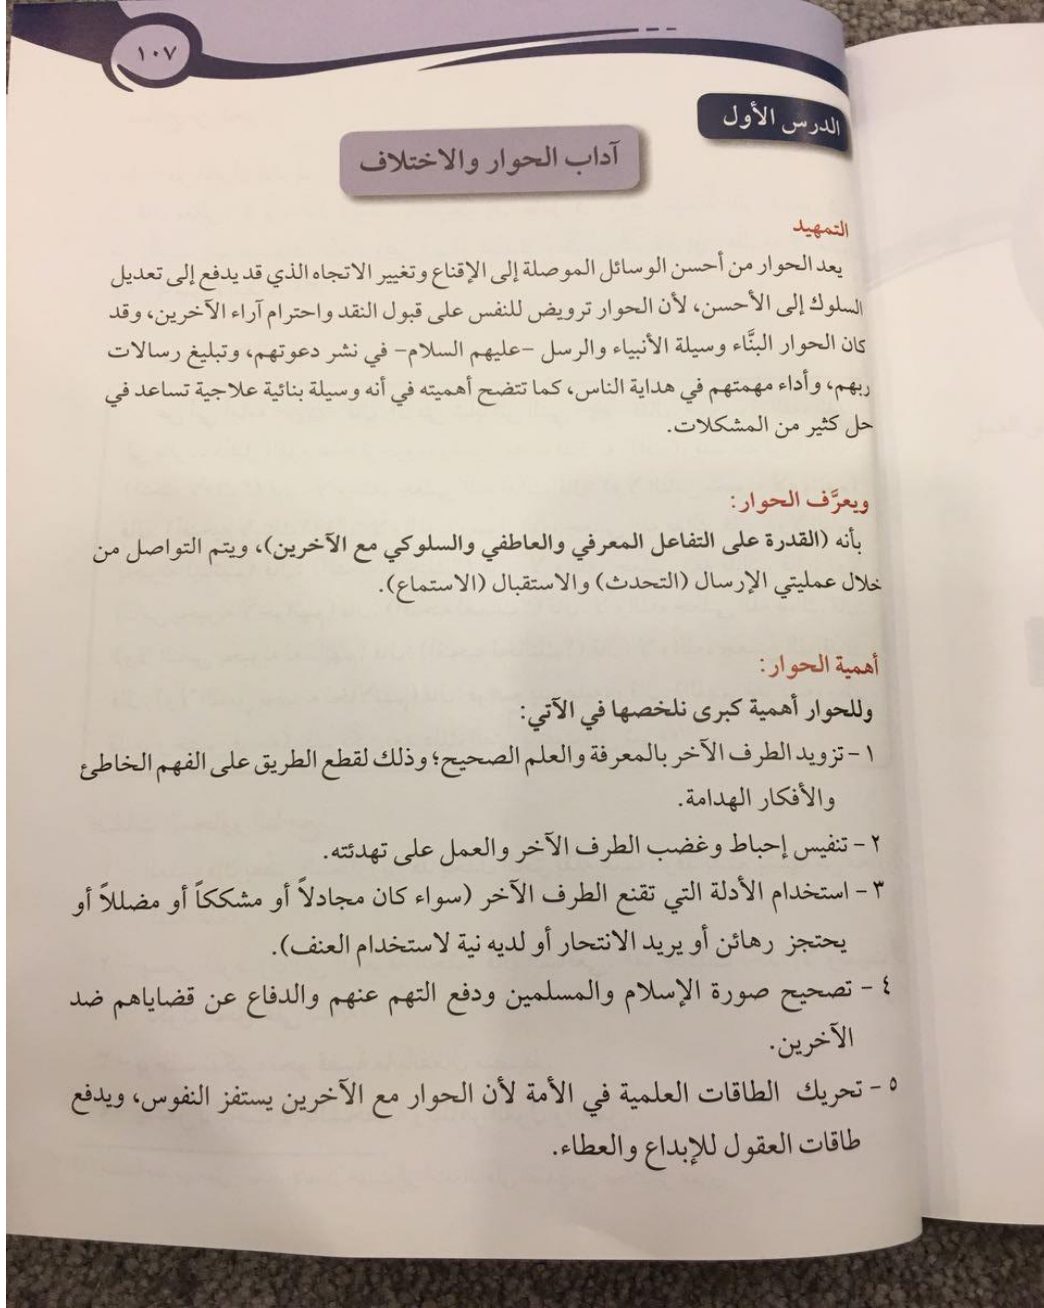 ١٠٧
الدرس الأول
آداب الحوار والاختلاف
التمهيد
يعد الحوار من أحسن الوسائل الموصلة إلى الإقناع وتغيير الاتجاه الذي قد يدفع إلى تعديل
السلوك إلى الأحسن، لأن الحوار ترويض للنفس على قبول النقد واحترام آراء الآخرين، وقد
كان الحوار البنَّاء وسيلة الأنبياء والرسل -عليهم السلام- في نشر دعوتهم، وتبليغ رسالات
ربهم، وأداء مهمتهم في هداية الناس، كما تتضح أهميته في أنه وسيلة بنائية علاجية تساعد في
حل كثير من المشكلات.
ويعرَّف الحوار:
بأنه (القدرة على التفاعل المعرفي والعاطفي والسلوكي مع الآخرين)، ويتم التواصل من
خلال عمليتي الإرسال (التحدث) والاستقبال (الاستماع).
أهمية الحوار:
وللحوار أهمية كبرى نلخصها في الآتي:
١- تزويد الطرف الآخر بالمعرفة والعلم الصحيح؛ وذلك لقطع الطريق على الفهم الخاطئ
والأفكار الهدامة.
٢- تنفيس إحباط وغضب الطرف الآخر والعمل على تهدئته.
٣- استخدام الأدلة التي تقنع الطرف الآخر (سواء كان مجادلاً أو مشككاً أو مضللاً أو
يحتجز رهائن أو يريد الانتحار أو لديه نية لاستخدام العنف).
٤- تصحيح صورة الإسلام والمسلمين ودفع التهم عنهم والدفاع عن قضاياهم ضد
الآخرين.
٥- تحريك الطاقات العلمية في الأمة لأن الحوار مع الآخرين يستفز النفوس، ويدفع
طاقات العقول للإبداع والعطاء.